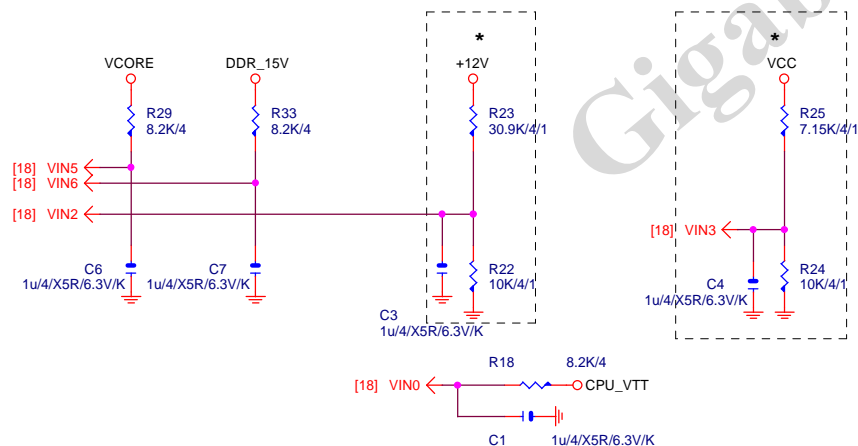 *
*
VCORE
DDR_15V
+12V
VCC
R29
8.2K/4
R33
8.2K/4
R23
30.9K/4/1
R25
7.15K/4/1
[18] VIN5
[18] VIN6
[18] VIN2
[18] VIN3
C6
1u/4/X5R/6.3V/K
C7
1u/4/X5R/6.3V/K
R22
10K/4/1
C4
1u/4/X5R/6.3V/K
R24
10K/4/1
C3
1u/4/X5R/6.3V/K
R18
8.2K/4
[18] VIN0
CPU_VTT
C1
1u/4/X5R/6.3V/K
Gigab